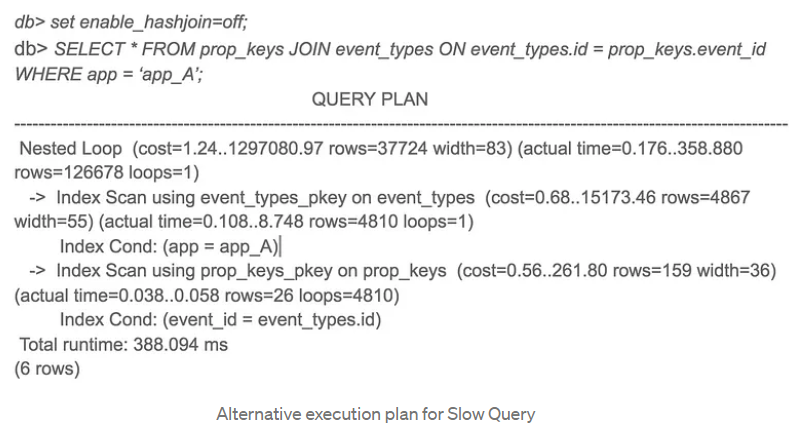 db> set enable_hashjoin=off;
db> SELECT * FROM prop_keys JOIN event_types ON event_types.id = prop_keys.event_id
WHERE app = ‘app_A’;
QUERY PLAN
--------------------------------------------------------------------------------------------------------------------------------
Nested Loop (cost=1.24..1297080.97 rows=37724 width=83) (actual time=0.176..358.880
rows=126678 loops=1)
-> Index Scan using event_types_pkey on event_types (cost=0.68..15173.46 rows=4867
width=55) (actual time=0.108..8.748 rows=4810 loops=1)
Index Cond: (app = app_A)
-> Index Scan using prop_keys_pkey on prop_keys (cost=0.56..261.80 rows=159 width=36)
(actual time=0.038..0.058 rows=26 loops=4810)
Index Cond: (event_id = event_types.id)
Total runtime: 388.094 ms
(6 rows)
Alternative execution plan for Slow Query